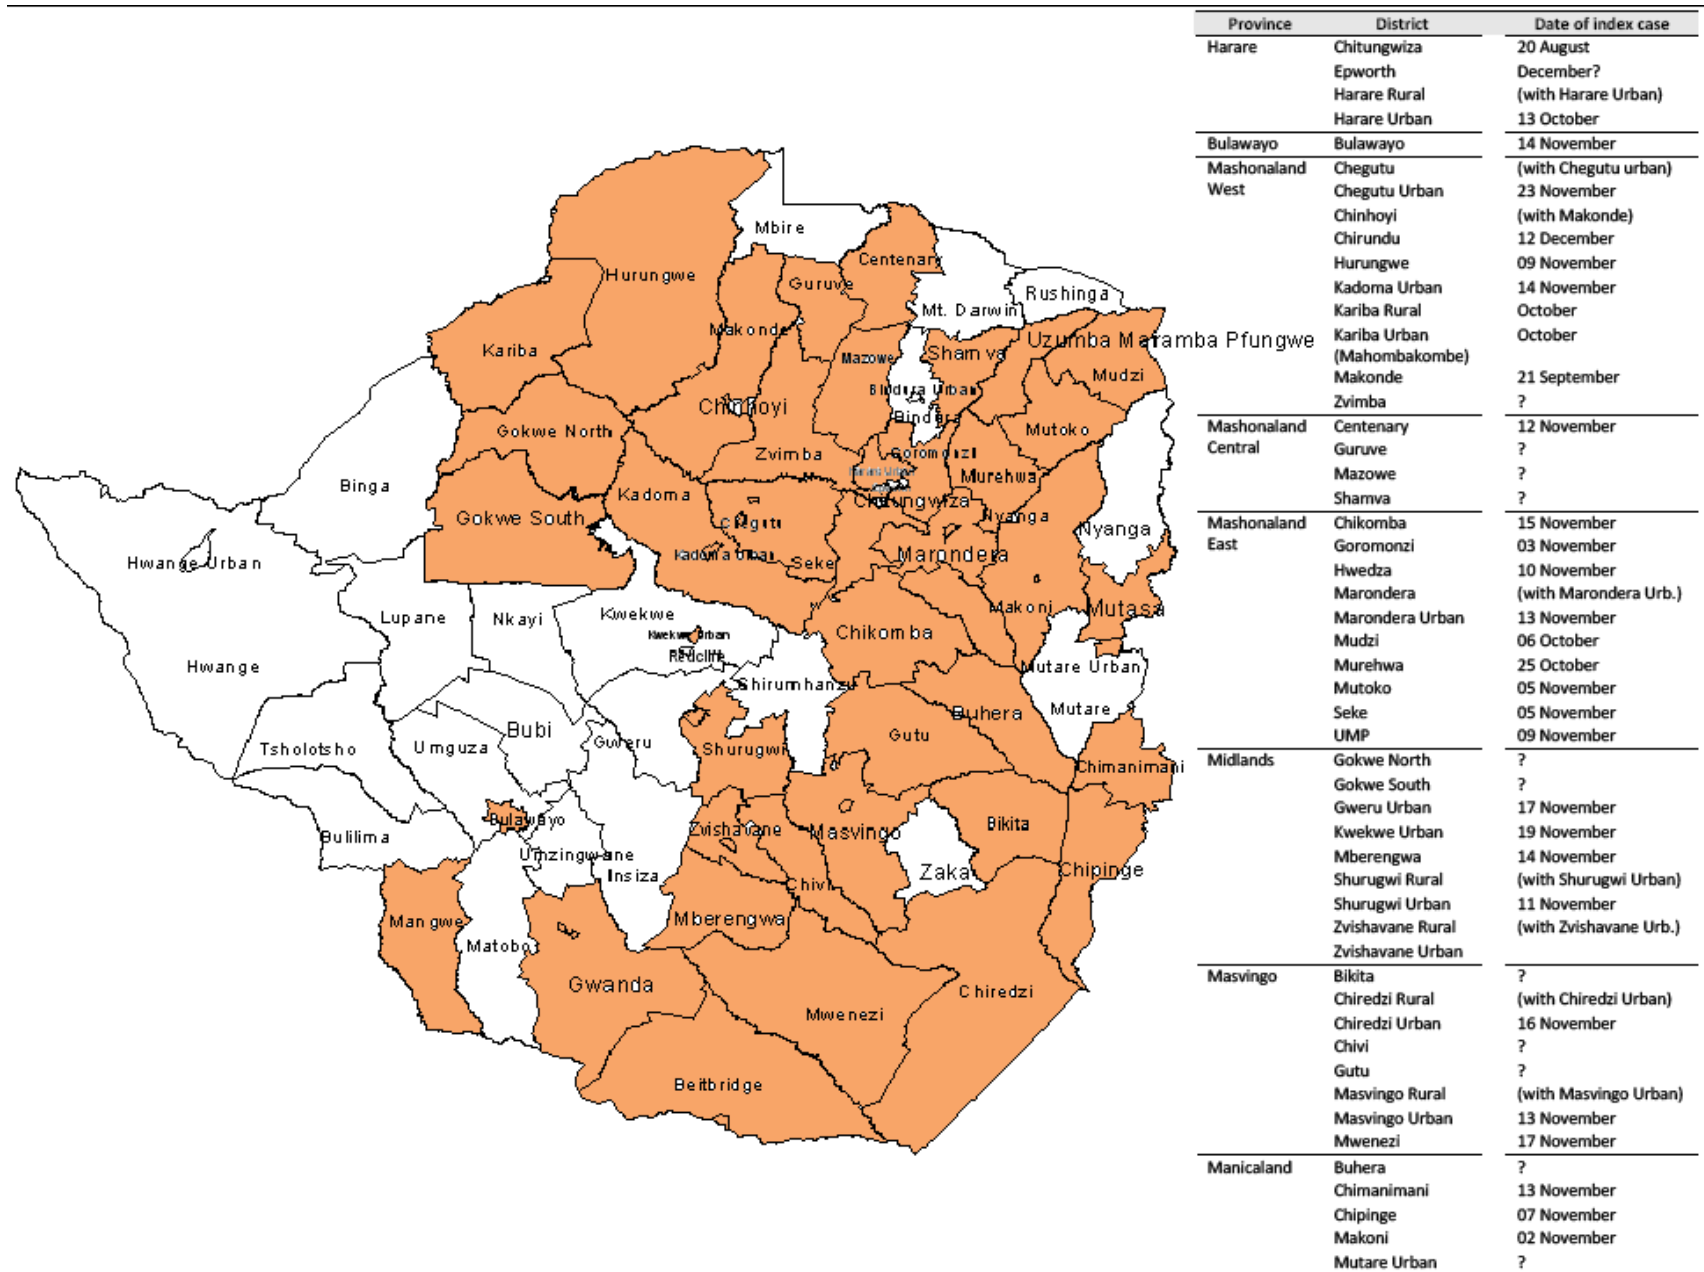 Province District Date of index case
Harare Chitungwiza 20 August
Epworth December?
Harare Rural (with Harare Urban)
Harare Urban 13 October
Bulawayo Bulawayo 14 November
Mashonaland Chegutu (with Chegutu urban)
West Chegutu Urban 23 November
Chinhoyi (with Makonde)
Chirundu 12 December
Hurungwe 09 November
Kadoma Urban 14 November
Kariba Rural October
Kariba Urban October
(Mahombakombe)
Makonde 21 September
Zvimba ?
Mashonaland Centenary 12 November
Central Guruve ?
Mazowe ?
Shamva ?
Mashonaland Chikomba 15 November
East Goromonzi 03 November
Hwedza 10 November
Marondera (with Marondera Urb.)
Marondera Urban 13 November
Mudzi 06 October
Murehwa 25 October
Mutoko 05 November
Seke 05 November
UMP 09 November
Midlands Gokwe North ?
Gokwe South ?
Gweru Urban 17 November
Kwekwe Urban 19 November
Mberengwa 14 November
Shurugwi Rural (with Shurugwi Urban)
Shurugwi Urban 11 November
Zvishavane Rural (with Zvishavane Urb.)
Zvishavane Urban
Masvingo Bikita ?
Chiredzi Rural (with Chiredzi Urban)
Chiredzi Urban 16 November
Chivi ?
Gutu ?
Masvingo Rural (with Masvingo Urban)
Masvingo Urban 13 November
Mwenezi 17 November
Manicaland Buhera ?
Chimanimani 13 November
Chipinge 07 November
Makoni 02 November
Mutare Urban ?
Mbire
Centenary
Hurungwe
Guruve
Rushinga
Mt. Darwin
Makonde
Uzumba Maramba Pfungwe
Kariba
Mazowe
Shamva
Mudzi
Bindura Urban
Chinhoyi
Bindura
Gokwe North
Mutoko
Zvimba
Goromonzi
Harare Urban
Murehwa
Binga
Kadoma
Chitungwiza
Gokwe South
Nyanga
Chegutu
Nyanga
Kadoma Urban
Seke
Marondera
Hwange Urban
Makoni
Mutasa
Lupane
Nkayi
Kwekwe
Kwekwe Urban
Redcliff
Chikomba
Hwange
Mutare Urban
Shirumhanzu
Mutare
Buhera
Tsholotsho
Umguza
Bubi
Gweru
Shurugwi
Gutu
Chimanimani
Bulawayo
Zvishavane
Masvingo
Bikita
Bulilima
Umzingwane
Insiza
Zaka
Chipinge
Chivi
Mangwe
Mberengwa
Matobo
Gwanda
Chiredzi
Mwenezi
Beitbridge